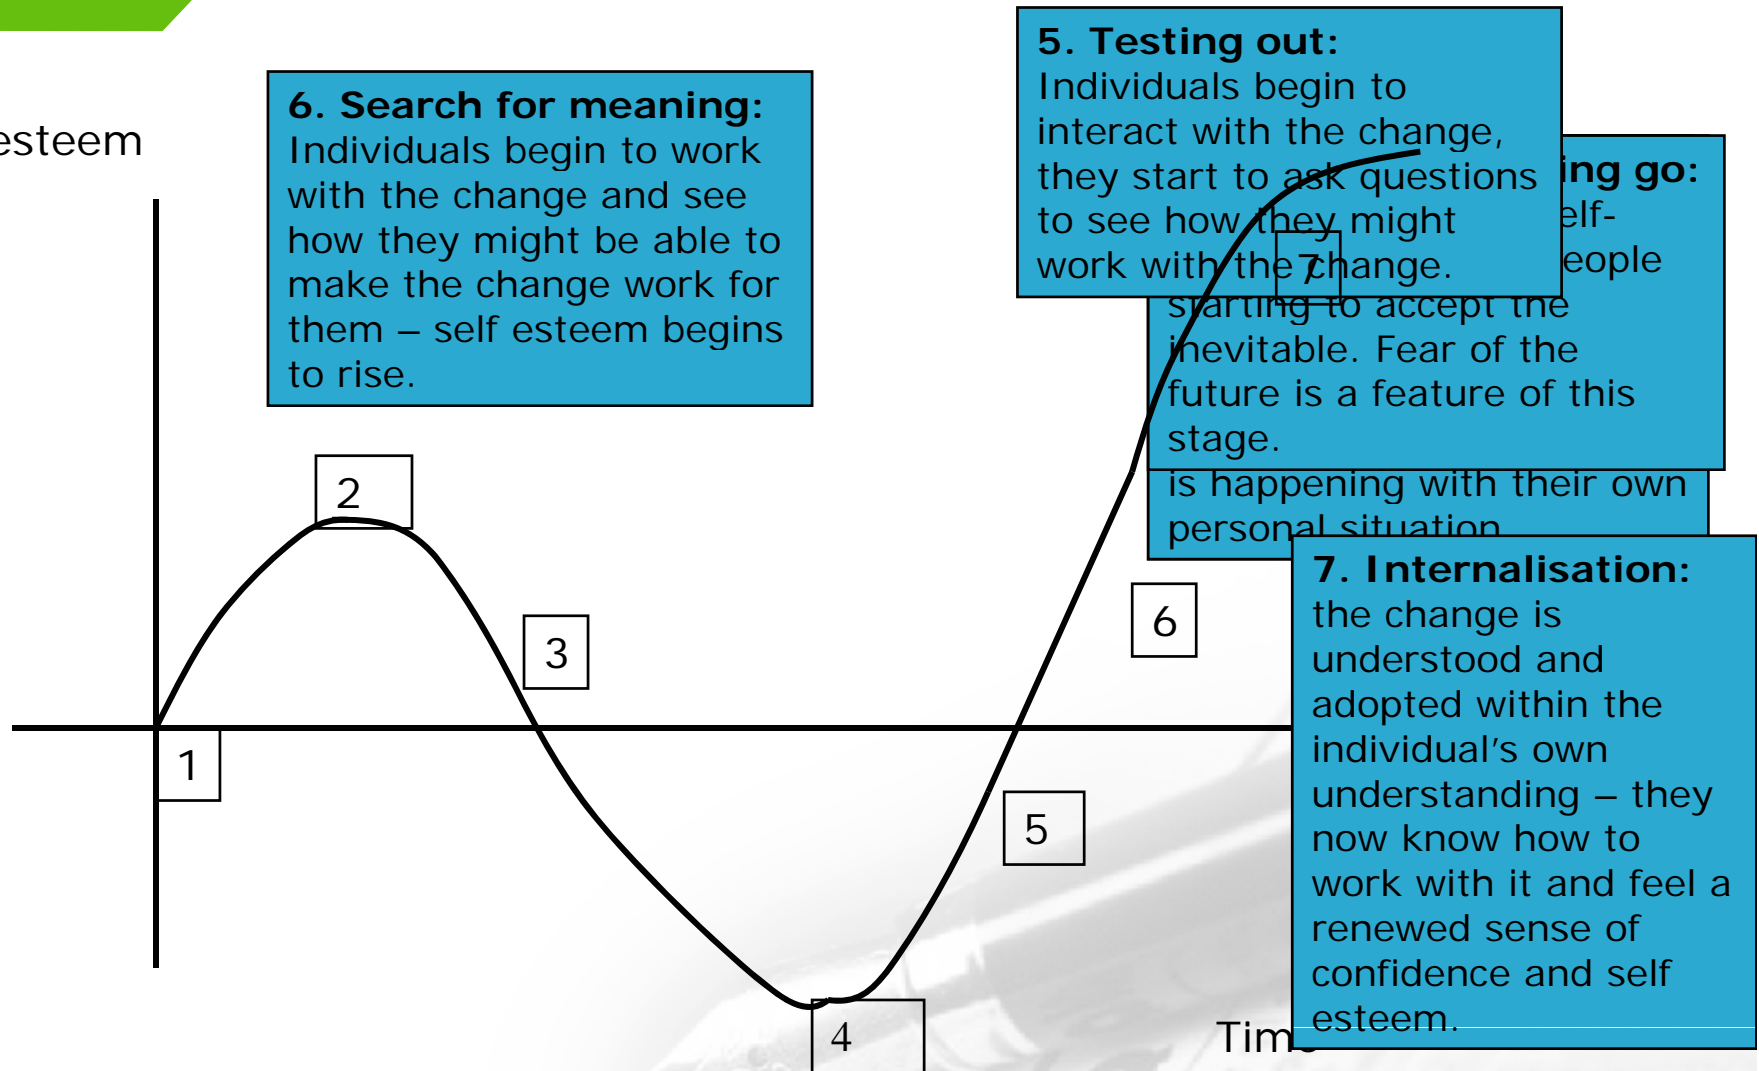 esteem
6. Search for meaning:
Individuals begin to work
with the change and see
how they might be able to
make the change work for
them – self esteem begins
to rise.
5. Testing out:
Individuals begin to
interact with the change,
they start to ask questions
to see how they might
work with the change.
ing go:
elf-
eople
starting to accept the
inevitable. Fear of the
future is a feature of this
stage.
is happening with their own
personal situation
7. Internalisation:
the change is
understood and
adopted within the
individual's own
understanding – they
now know how to
work with it and feel a
renewed sense of
confidence and self
esteem.
1
2
3
4
5
6
7
Time